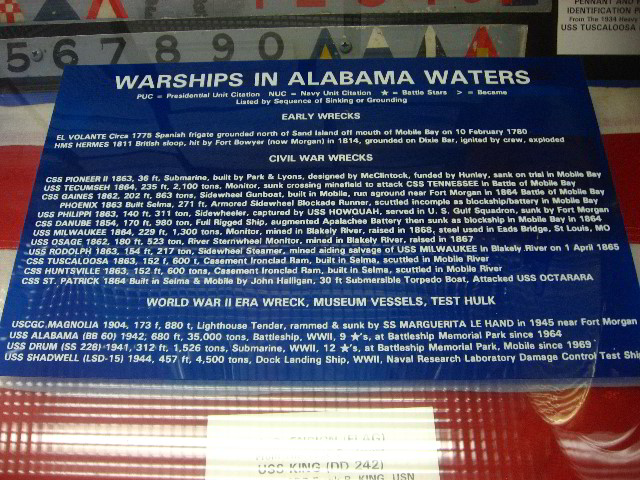 PENNANT AND
IDENTIFICATION
From The 1934 Heavy
USS TUSCALOOSA
5 6 7 8 9 0
WARSHIPS IN ALABAMA WATERS
PUC = Presidential Unit Citation NUC = Navy Unit Citation ★ = Battle Stars > = Became
Listed by Sequence of Sinking or Grounding
EARLY WRECKS
EL VOLANTE Circa 1775 Spanish frigate grounded north of Sand Island off mouth of Mobile Bay on 10 February 1780
HMS HERMES 1811 British sloop, hit by Fort Bowyer (now Morgan) in 1814, grounded on Dixie Bar, ignited by crew, exploded
CIVIL WAR WRECKS
CSS PIONEER II 1863, 36 ft, Submarine, built by Park & Lyons, designed by McClintock, funded by Hunley, sank on trial in Mobile Bay
USS TECUMSEH 1864, 235 ft, 2,100 tons, Monitor, sunk crossing minefield to attack CSS TENNESSEE in Battle of Mobile Bay
CSS GAINES 1862, 202 ft, 863 tons, Sidewheel Gunboat, built in Mobile, run aground near Fort Morgan in 1864 Battle of Mobile Bay
PHOENIX 1863 Built Selma, 271 ft, Armored Sidewheel Blockade Runner, scuttled incomple as blockship/battery in Mobile Bay
USS PHILIPPI 1863, 140 ft, 311 ton, Sidewheeler, captured by USS HOWQUAH, served in U. S. Gulf Squadron, sunk by Fort Morgan
CSS DANUBE 1854, 170 ft, 980 ton, Full Rigged Ship, augmented Apalachee Battery then sunk as blockship in Mobile Bay in 1864
USS MILWAUKEE 1864, 229 ft, 1,300 tons, Monitor, mined in Blakely River, raised in 1868, steel used in Eads Bridge, St Louis, MO
USS OSAGE 1862, 180 ft, 523 ton, River Sternwheel Monitor, mined in Blakely River, raised in 1867
USS RODOLPH 1863, 154 ft, 217 ton, Sidewheel Steamer, mined aiding salvage of USS MILWAUKEE in Blakely River on 1 April 1865
CSS TUSCALOOSA 1863, 152 ft, 600 t, Casement Ironclad Ram, built in Selma, scuttled in Mobile River
CSS HUNTSVILLE 1863, 152 ft, 600 tons, Casement Ironclad Ram, built in Selma, scuttled in Mobile River
CSS ST. PATRICK 1864 Built in Selma & Mobile by John Halligan, 30 ft Submersible Torpedo Boat, Attacked USS OCTARARA
WORLD WAR II ERA WRECK, MUSEUM VESSELS, TEST HULK
USCGC MAGNOLIA 1904, 173 f, 880 t, Lighthouse Tender, rammed & sunk by SS MARGUERITA LE HAND in 1945 near Fort Morgan
USS ALABAMA (BB 60) 1942, 680 ft, 35,000 tons, Battleship, WWII, 9 ★'s, at Battleship Memorial Park since 1964
USS DRUM (SS 228) 1941, 312 ft, 1,526 tons, Submarine, WWII, 12 ★'s, at Battleship Memorial Park, Mobile since 1969
USS SHADWELL (LSD-15) 1944, 457 ft, 4,500 tons, Dock Landing Ship, WWII, Naval Research Laboratory Damage Control Test Ship
USS KING (DD 242)
KING, USN